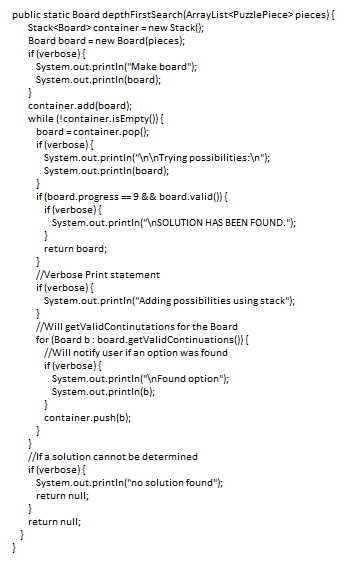 public static Board depthFirstSearch(ArrayList<PuzzlePiece> pieces) {
Stack<Board> container = new Stack();
Board board = new Board(pieces);
if (verbose) {
System.out.println("Make board");
System.out.println(board);
}
container.add(board);
while (!container.isEmpty()) {
board = container.pop();
if (verbose) {
System.out.println("\n\nTrying possibilities:\n");
System.out.println(board);
}
if (board.progress == 9 && board.valid()) {
if (verbose) {
System.out.println("\nSOLUTION HAS BEEN FOUND.");
}
return board;
}
//Verbose Print statement
if (verbose) {
System.out.println("Adding possibilities using stack");
}
//Will getValidContinutations for the Board
for (Board b : board.getValidContinuations()) {
//Will notify user if an option was found
if (verbose) {
System.out.println("\nFound option");
System.out.println(b);
}
container.push(b);
}
}
//If a solution cannot be determined
if (verbose) {
System.out.println("no solution found");
return null;
}
return null;
}
}